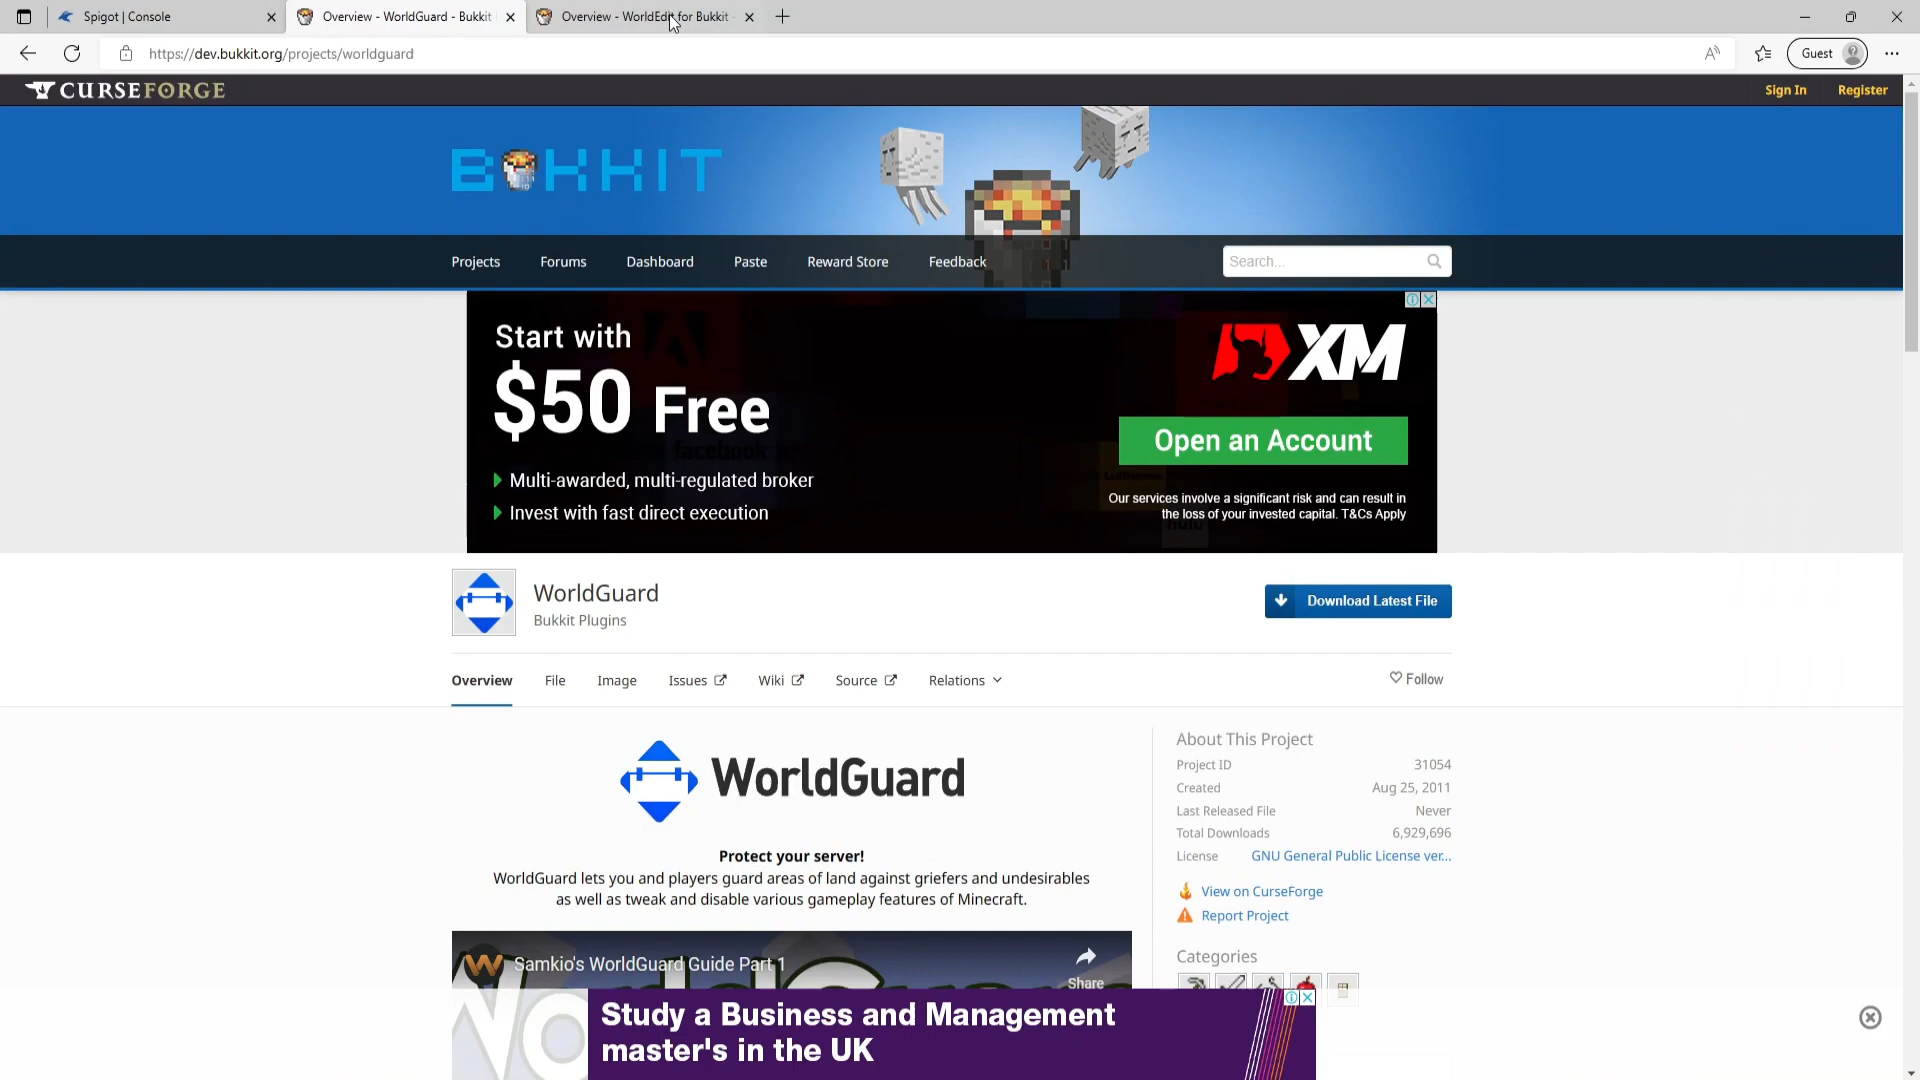 Spigot | Console
Overview - WorldGuard - Bukkit
Overview - WorldEdit for Bukkit
https://dev.bukkit.org/projects/worldguard
Guest
CURSEFORGE
Sign In
Register
BUKKIT
Projects
Forums
Dashboard
Paste
Reward Store
Feedback
Search...
Start with
$50 Free
Multi-awarded, multi-regulated broker
Invest with fast direct execution
XM
Open an Account
Our services involve a significant risk and can result in
the loss of your invested capital. T&Cs Apply
WorldGuard
Bukkit Plugins
Download Latest File
Overview
File
Image
Issues
Wiki
Source
Relations
Follow
WorldGuard
Protect your server!
WorldGuard lets you and players guard areas of land against griefers and undesirables
as well as tweak and disable various gameplay features of Minecraft.
Samkio's WorldGuard Guide Part 1
Share
About This Project
Project ID 31054
Created Aug 25, 2011
Last Released File Never
Total Downloads 6,929,696
License GNU General Public License ver...
View on CurseForge
Report Project
Categories
Study a Business and Management
master's in the UK